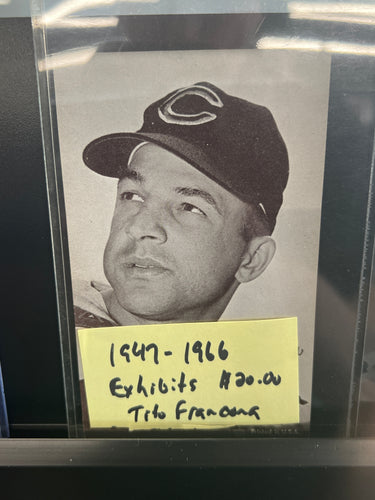 C
1947-1966
Exhibits $20.00
Tito Francona